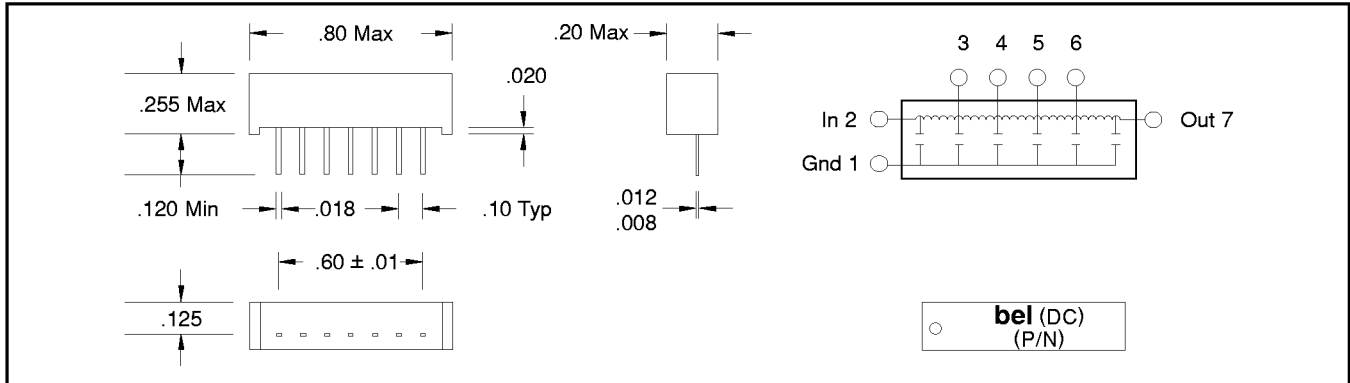 .80 Max
.20 Max
3 4 5 6
.020
.255 Max
In 2
Out 7
Gnd 1
.120 Min
.018
.10 Typ
.012
.008
.60 ± .01
.125
bel (DC)
(P/N)